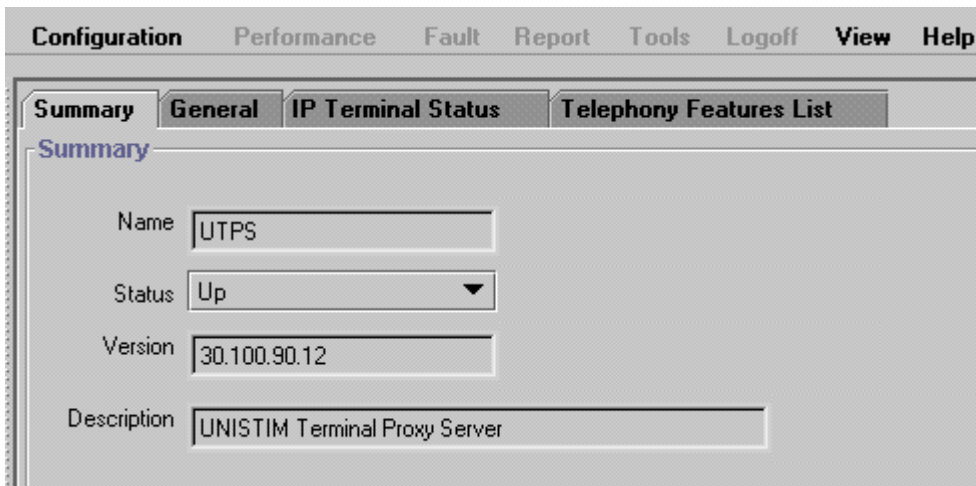 Configuration Performance Fault Report Tools Logoff View Help
Summary General IP Terminal Status Telephony Features List
Summary
Name UTPS
Status Up
Version 30.100.90.12
Description UNISTIM Terminal Proxy Server